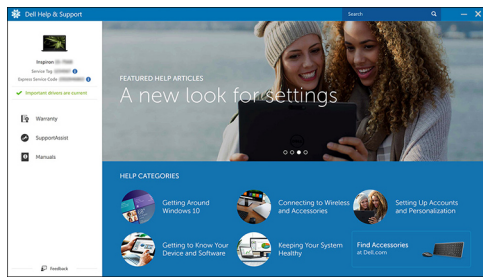 Dell Help & Support
Search
Inspiron
Service Tag
Express Service Code
Important drivers are current
Warranty
SupportAssist
Manuals
Feedback
FEATURED HELP ARTICLES
A new look for settings
HELP CATEGORIES
Getting Around
Windows 10
Connecting to Wireless
and Accessories
Setting Up Accounts
and Personalization
Getting to Know Your
Device and Software
Keeping Your System
Healthy
Find Accessories
at Dell.com